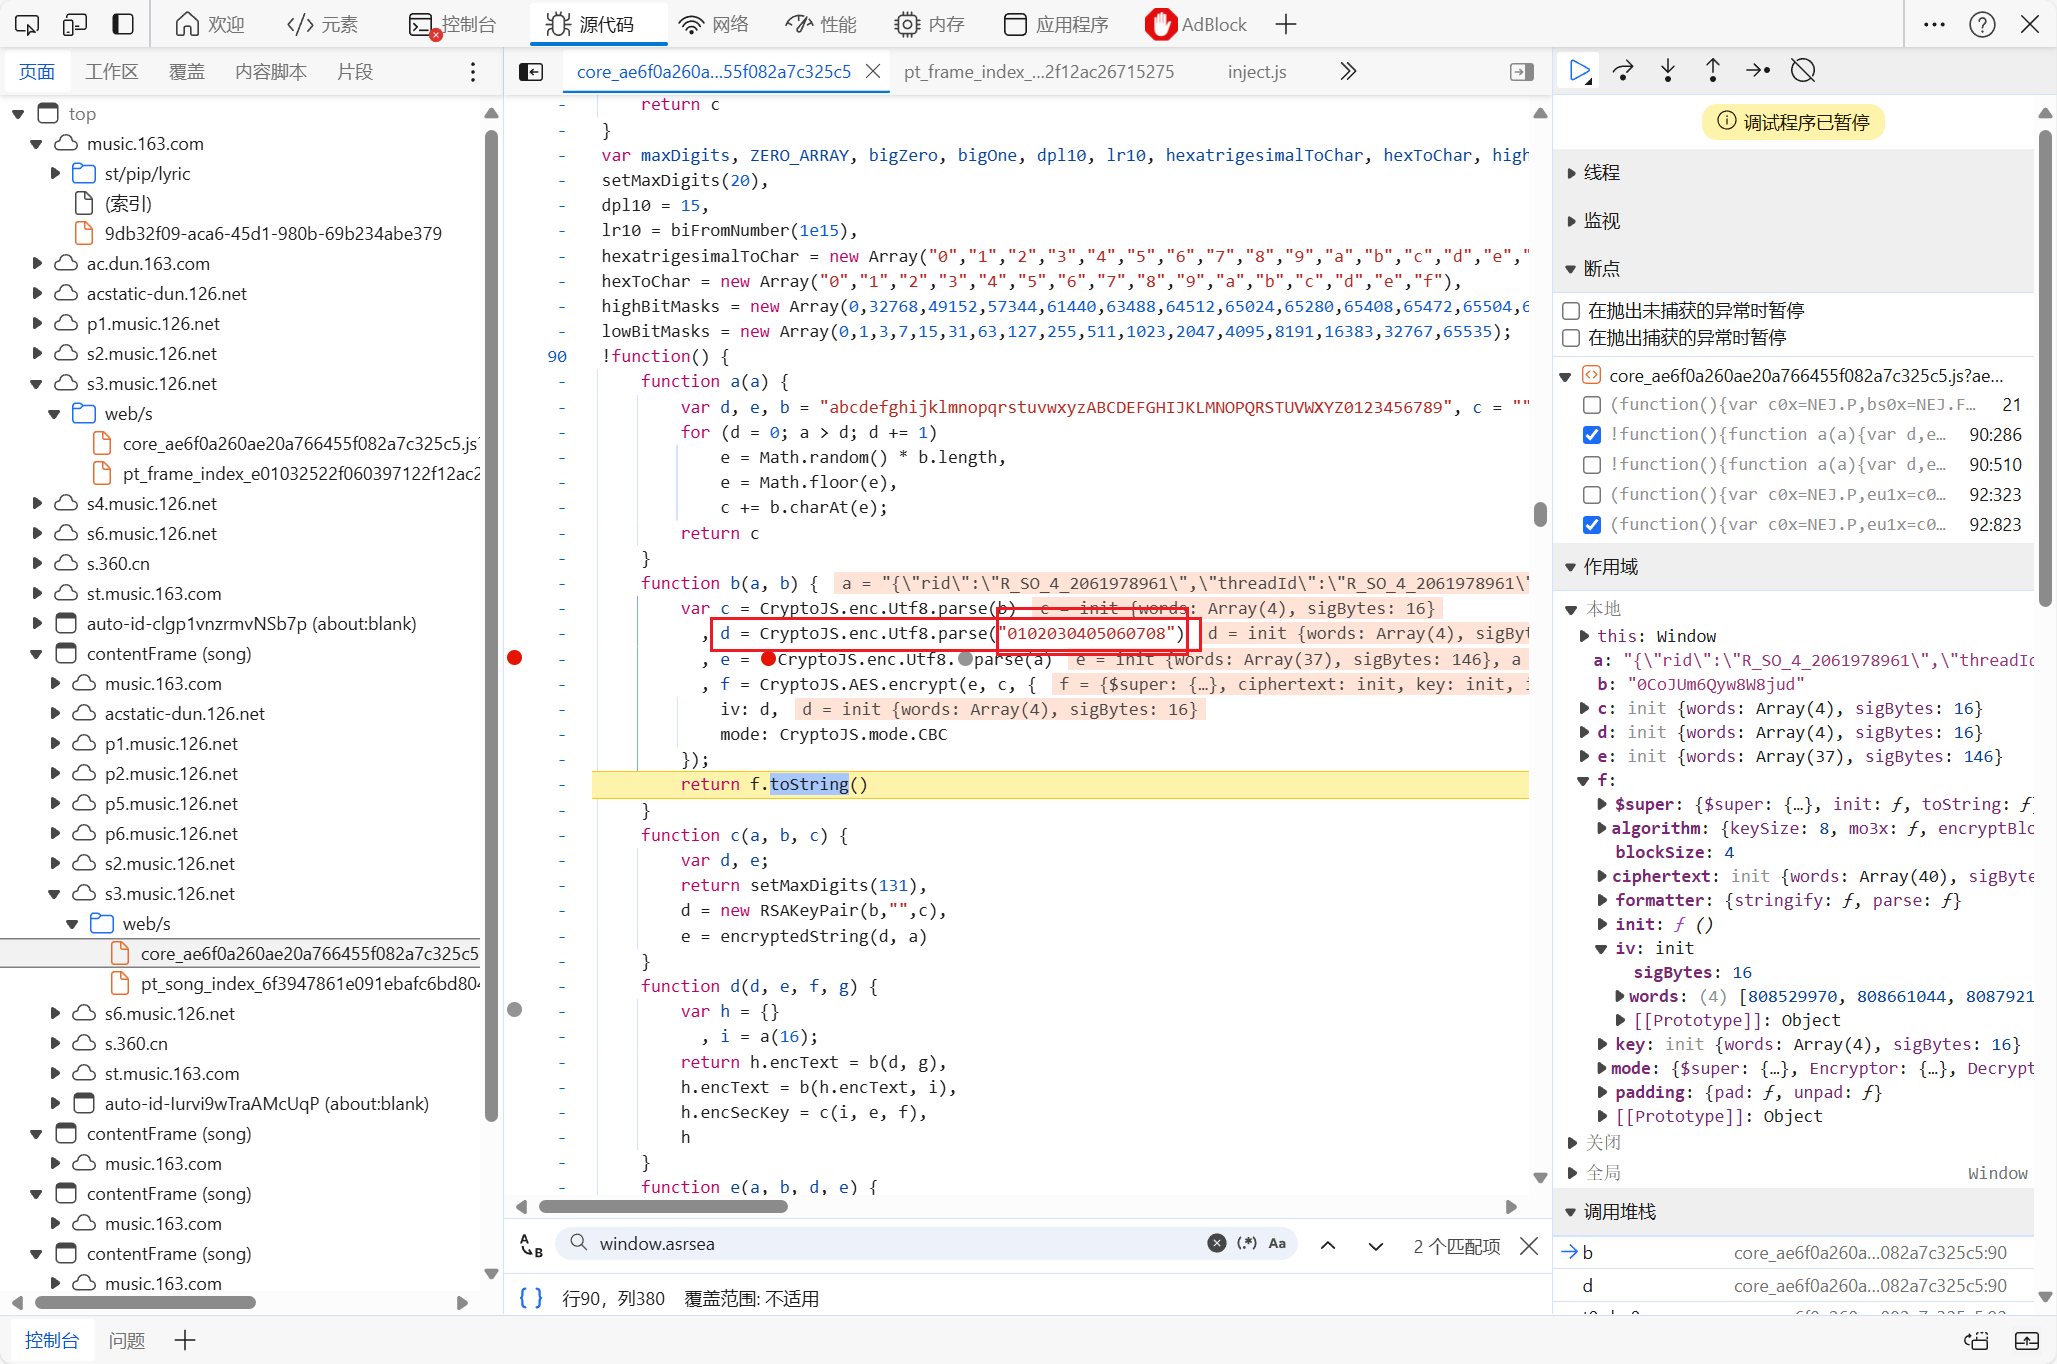 欢迎 元素 控制台 源代码 网络 性能 内存 应用程序 AdBlock
页面 工作区 覆盖 内容脚本 片段
top
music.163.com
st/pip/lyric
(索引)
9db32f09-aca6-45d1-980b-69b234abe379
ac.dun.163.com
acstatic-dun.126.net
p1.music.126.net
s2.music.126.net
s3.music.126.net
web/s
core_ae6f0a260ae20a766455f082a7c325c5.js?
pt_frame_index_e01032522f060397122f12ac2
s4.music.126.net
s6.music.126.net
s.360.cn
st.music.163.com
auto-id-clgp1vnzrmvNSb7p (about:blank)
contentFrame (song)
music.163.com
acstatic-dun.126.net
p1.music.126.net
p2.music.126.net
p5.music.126.net
p6.music.126.net
s2.music.126.net
s3.music.126.net
web/s
core_ae6f0a260ae20a766455f082a7c325c5
pt_song_index_6f3947861e091ebafc6bd804
s6.music.126.net
s.360.cn
st.music.163.com
auto-id-Iurvi9wTraAMcUqP (about:blank)
contentFrame (song)
music.163.com
contentFrame (song)
music.163.com
contentFrame (song)
music.163.com
core_ae6f0a260a...55f082a7c325c5 pt_frame_index_...2f12ac26715275 inject.js
return c
}
var maxDigits, ZERO_ARRAY, bigZero, bigOne, dpl10, lr10, hexatrigesimalToChar, hexToChar, high
setMaxDigits(20),
dpl10 = 15,
lr10 = biFromNumber(1e15),
hexatrigesimalToChar = new Array("0","1","2","3","4","5","6","7","8","9","a","b","c","d","e","
hexToChar = new Array("0","1","2","3","4","5","6","7","8","9","a","b","c","d","e","f"),
highBitMasks = new Array(0,32768,49152,57344,61440,63488,64512,65024,65280,65408,65472,65504,6
lowBitMasks = new Array(0,1,3,7,15,31,63,127,255,511,1023,2047,4095,8191,16383,32767,65535);
90 !function() {
function a(a) {
var d, e, b = "abcdefghijklmnopqrstuvwxyzABCDEFGHIJKLMNOPQRSTUVWXYZ0123456789", c = ""
for (d = 0; a > d; d += 1)
e = Math.random() * b.length,
e = Math.floor(e),
c += b.charAt(e);
return c
}
function b(a, b) { a = "{\"rid\":\"R_SO_4_2061978961\",\"threadId\":\"R_SO_4_2061978961\"
var c = CryptoJS.enc.Utf8.parse(b) c = init {words: Array(4), sigBytes: 16}
, d = CryptoJS.enc.Utf8.parse("0102030405060708") d = init {words: Array(4), sigByt
, e = CryptoJS.enc.Utf8.parse(a) e = init {words: Array(37), sigBytes: 146}, a
, f = CryptoJS.AES.encrypt(e, c, { f = {$super: {…}, ciphertext: init, key: init, i
iv: d, d = init {words: Array(4), sigBytes: 16}
mode: CryptoJS.mode.CBC
});
return f.toString()
}
function c(a, b, c) {
var d, e;
return setMaxDigits(131),
d = new RSAKeyPair(b,"",c),
e = encryptedString(d, a)
}
function d(d, e, f, g) {
var h = {}
, i = a(16);
return h.encText = b(d, g),
h.encText = b(h.encText, i),
h.encSecKey = c(i, e, f),
h
}
function e(a, b, d, e) {
window.asrsea (.*) Aa 2 个匹配项
{ } 行90，列380 覆盖范围: 不适用
调试程序已暂停
线程
监视
断点
在抛出未捕获的异常时暂停
在抛出捕获的异常时暂停
core_ae6f0a260ae20a766455f082a7c325c5.js?ae...
(function(){var c0x=NEJ.P,bs0x=NEJ.F… 21
!function(){function a(a){var d,e… 90:286
!function(){function a(a){var d,e… 90:510
(function(){var c0x=NEJ.P,eu1x=c0… 92:323
(function(){var c0x=NEJ.P,eu1x=c0… 92:823
作用域
本地
this: Window
a: "{\"rid\":\"R_SO_4_2061978961\",\"threadId
b: "0CoJUm6Qyw8W8jud"
c: init {words: Array(4), sigBytes: 16}
d: init {words: Array(4), sigBytes: 16}
e: init {words: Array(37), sigBytes: 146}
f:
$super: {$super: {…}, init: ƒ, toString: ƒ}
algorithm: {keySize: 8, mo3x: ƒ, encryptBlo
blockSize: 4
ciphertext: init {words: Array(40), sigByte
formatter: {stringify: ƒ, parse: ƒ}
init: ƒ ()
iv: init
sigBytes: 16
words: (4) [808529970, 808661044, 8087921
[[Prototype]]: Object
key: init {words: Array(4), sigBytes: 16}
mode: {$super: {…}, Encryptor: {…}, Decrypt
padding: {pad: ƒ, unpad: ƒ}
[[Prototype]]: Object
关闭
全局 Window
调用堆栈
b core_ae6f0a260a...082a7c325c5:90
d core_ae6f0a260a...082a7c325c5:90
控制台 问题